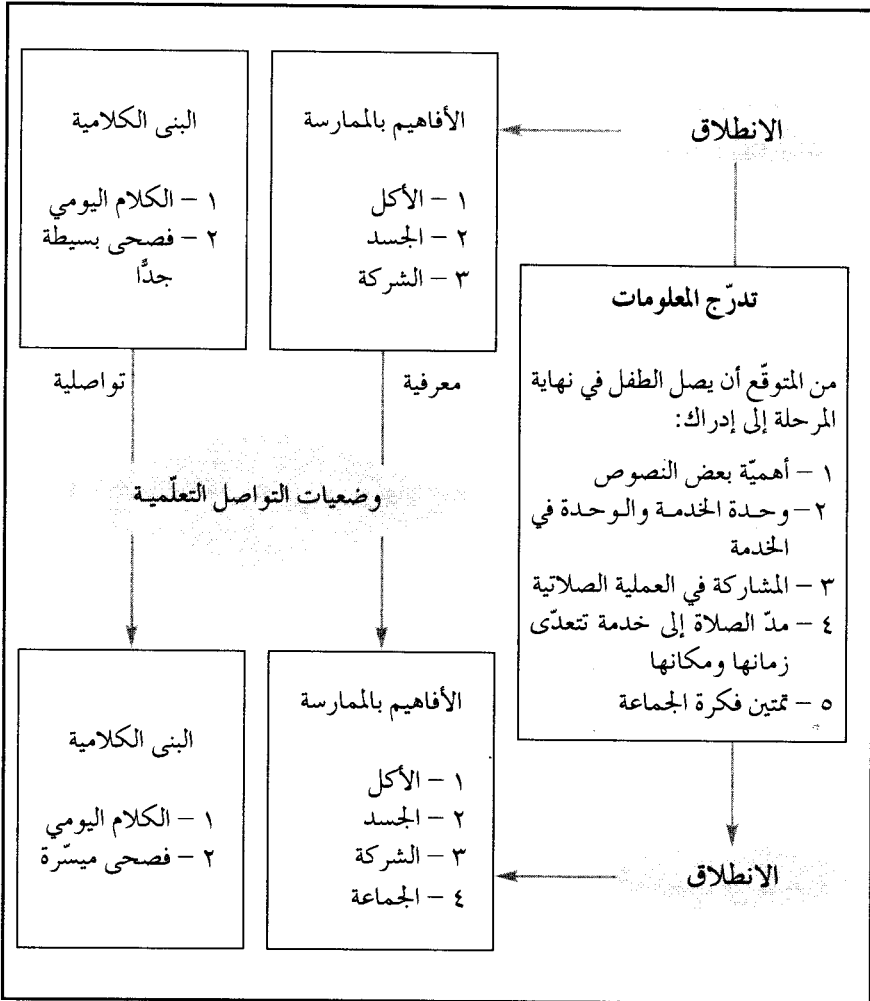 الانطلاق
الأفاهيم بالممارسة
١ – الأكل
٢ – الجسد
٣ – الشركة
البنى الكلامية
١ – الكلام اليومي
٢ – فصحى بسيطة
جدًّا
تدرّج المعلومات
من المتوقّع أن يصل الطفل في نهاية
المرحلة إلى إدراك:
١ – أهميّة بعض النصوص
٢ – وحدة الخدمة والوحدة في
الخدمة
٣ – المشاركة في العملية الصلاتية
٤ – مدّ الصلاة إلى خدمة تتعدّى
زمانها ومكانها
٥ – تمتين فكرة الجماعة
معرفية
تواصلية
وضعيات التواصل التعلّمية
الانطلاق
الأفاهيم بالممارسة
١ – الأكل
٢ – الجسد
٣ – الشركة
٤ – الجماعة
البنى الكلامية
١ – الكلام اليومي
٢ – فصحى ميسّرة